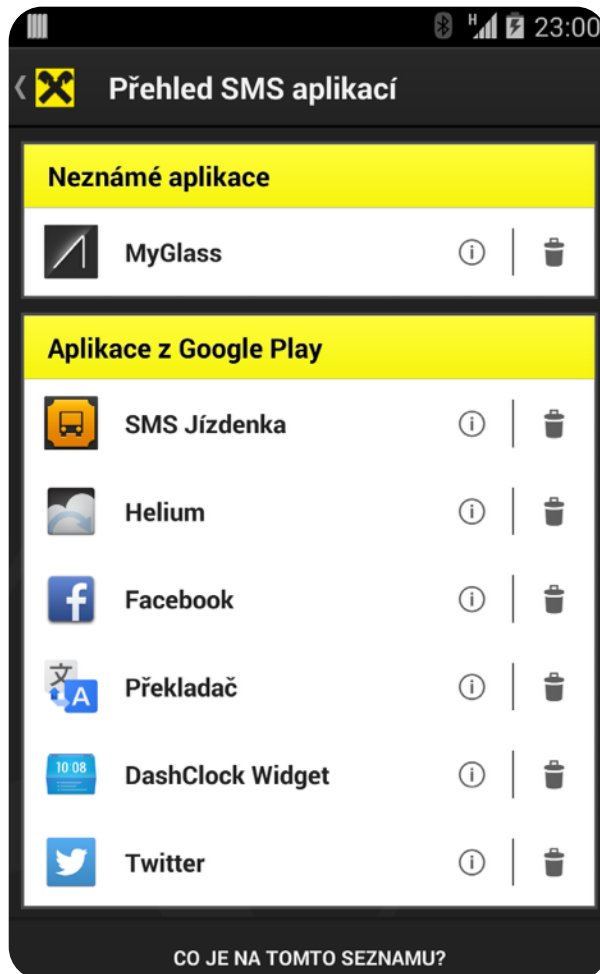 H 23:00
Přehled SMS aplikací
Neznámé aplikace
MyGlass
Aplikace z Google Play
SMS Jízdenka
Helium
f Facebook
文 A Překladač
10:08 DashClock Widget
Twitter
CO JE NA TOMTO SEZNAMU?